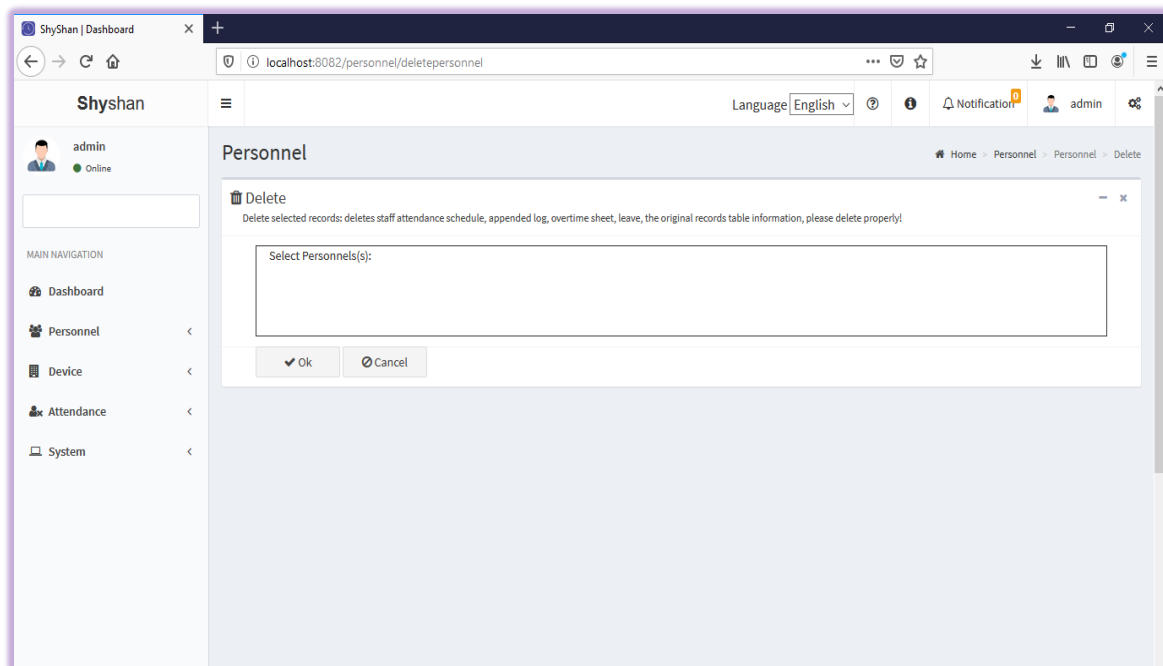 ShyShan | Dashboard
localhost:8082/personnel/deletepersonnel
Shyshan
Language English
Notification 0
admin
admin
Online
Personnel
Home > Personnel > Personnel > Delete
Delete
Delete selected records: deletes staff attendance schedule, appended log, overtime sheet, leave, the original records table information, please delete properly!
MAIN NAVIGATION
Dashboard
Personnel
Device
Attendance
System
Select Personnels(s):
Ok
Cancel